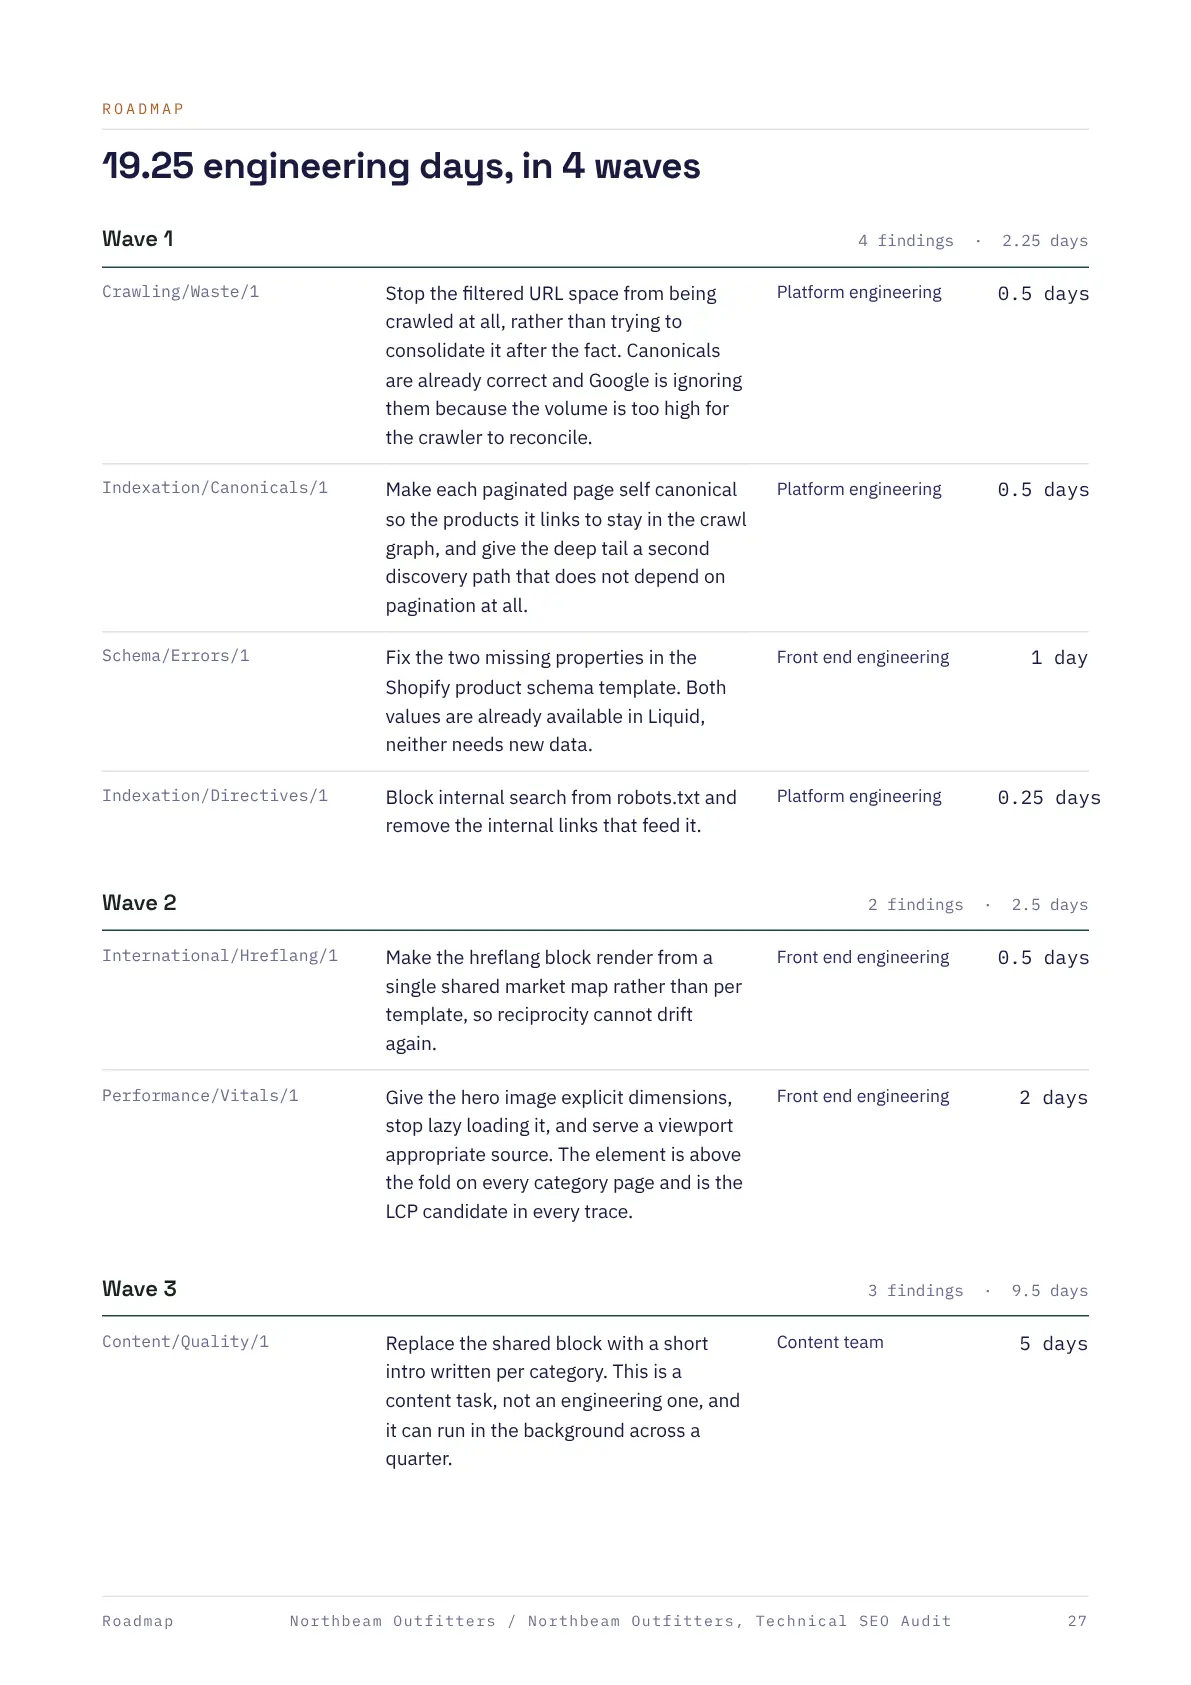 ROADMAP
19.25 engineering days, in 4 waves
Wave 1
4 findings · 2.25 days
Crawling/Waste/1
Stop the filtered URL space from being
crawled at all, rather than trying to
consolidate it after the fact. Canonicals
are already correct and Google is ignoring
them because the volume is too high for
the crawler to reconcile.
Platform engineering
0.5 days
Indexation/Canonicals/1
Make each paginated page self canonical
so the products it links to stay in the crawl
graph, and give the deep tail a second
discovery path that does not depend on
pagination at all.
Platform engineering
0.5 days
Schema/Errors/1
Fix the two missing properties in the
Shopify product schema template. Both
values are already available in Liquid,
neither needs new data.
Front end engineering
1 day
Indexation/Directives/1
Block internal search from robots.txt and
remove the internal links that feed it.
Platform engineering
0.25 days
Wave 2
2 findings · 2.5 days
International/Hreflang/1
Make the hreflang block render from a
single shared market map rather than per
template, so reciprocity cannot drift
again.
Front end engineering
0.5 days
Performance/Vitals/1
Give the hero image explicit dimensions,
stop lazy loading it, and serve a viewport
appropriate source. The element is above
the fold on every category page and is the
LCP candidate in every trace.
Front end engineering
2 days
Wave 3
3 findings · 9.5 days
Content/Quality/1
Replace the shared block with a short
intro written per category. This is a
content task, not an engineering one, and
it can run in the background across a
quarter.
Content team
5 days
Roadmap
Northbeam Outfitters / Northbeam Outfitters, Technical SEO Audit
27